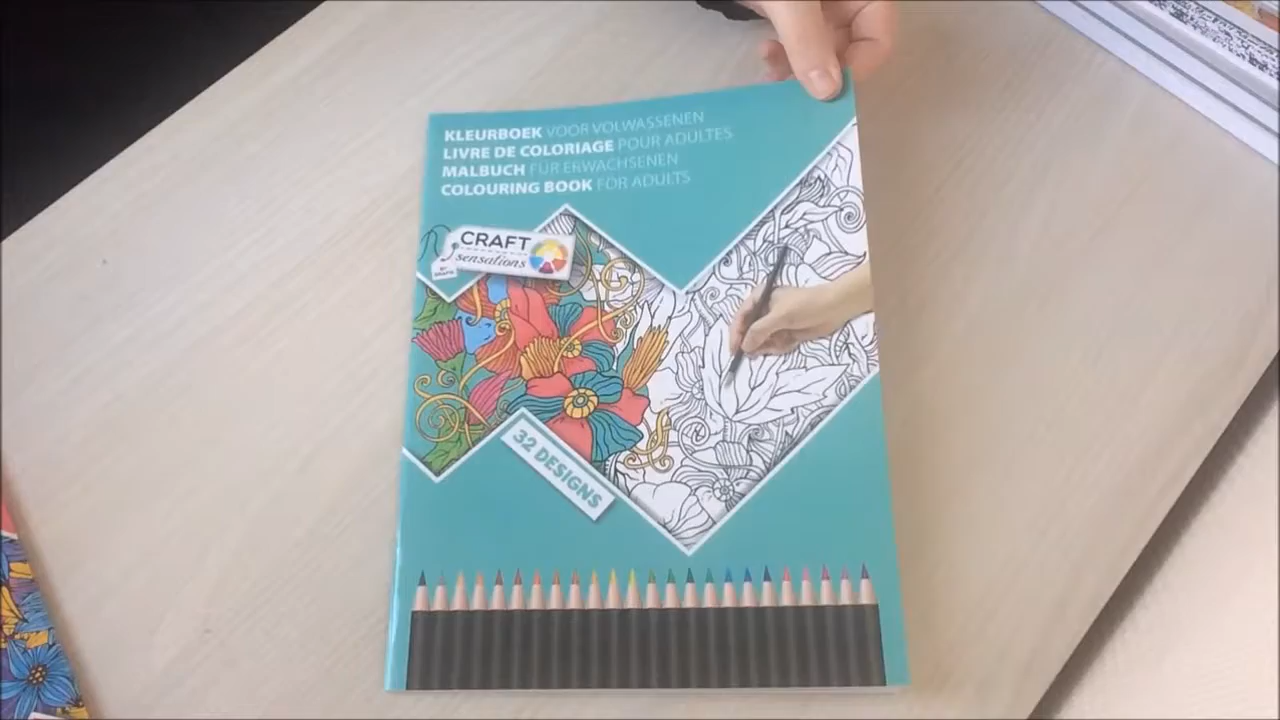 KLEURBOEK VOOR VOLWASSENEN
LIVRE DE COLORIAGE POUR ADULTES
MALBUCH FÜR ERWACHSENEN
COLOURING BOOK FOR ADULTS
CRAFT
sensations
32 DESIGNS